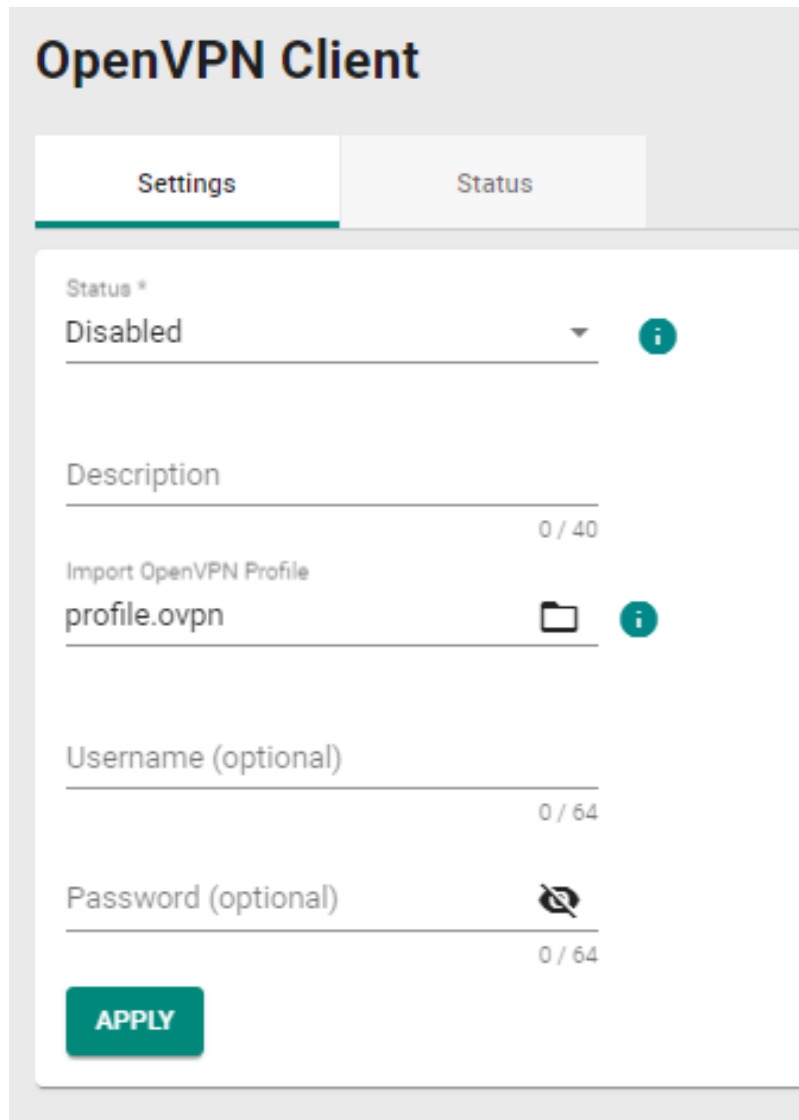 OpenVPN Client
Settings Status
Status *
Disabled
Description
0 / 40
Import OpenVPN Profile
profile.ovpn
Username (optional)
0 / 64
Password (optional)
0 / 64
APPLY